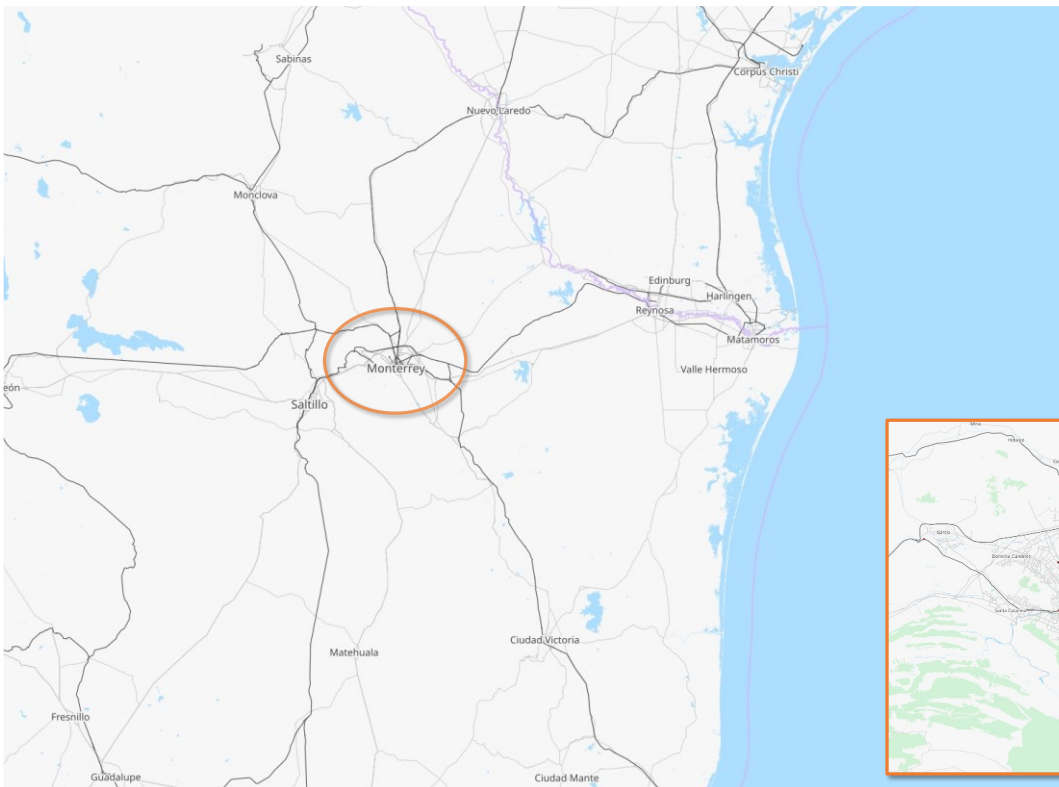 Sabinas
Corpus Christi
Nuevo Laredo
Monclova
Edinburg
Harlingen
Reynosa
Matamoros
Monterrey
Valle Hermoso
eón
Saltillo
Mina
Hidalgo
García
Santa Catarina
Ciudad Victoria
Matehuala
Fresnillo
Guadalupe
Ciudad Mante